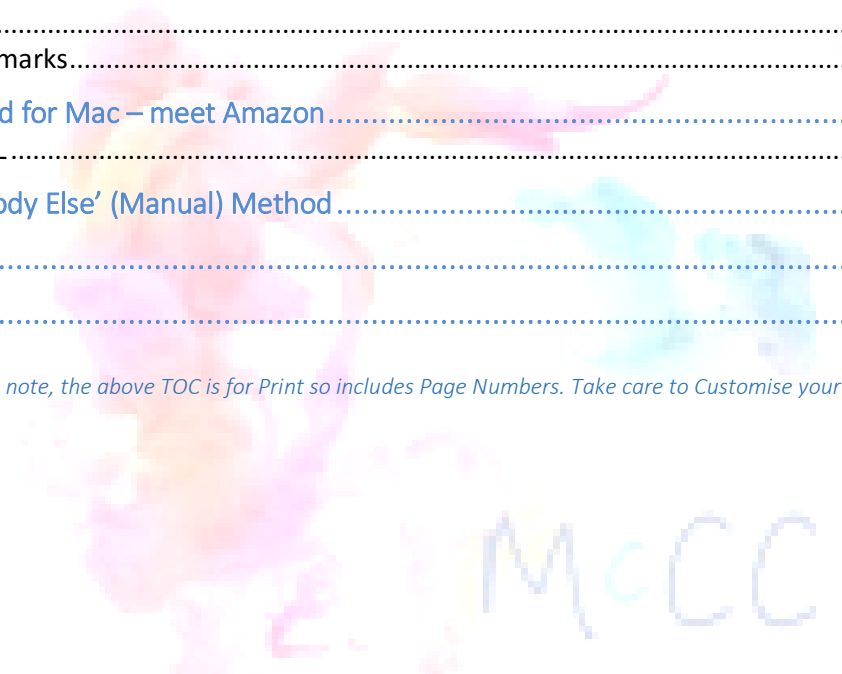 marks
d for Mac – meet Amazon
ody Else’ (Manual) Method
note, the above TOC is for Print so includes Page Numbers. Take care to Customise your
McCC